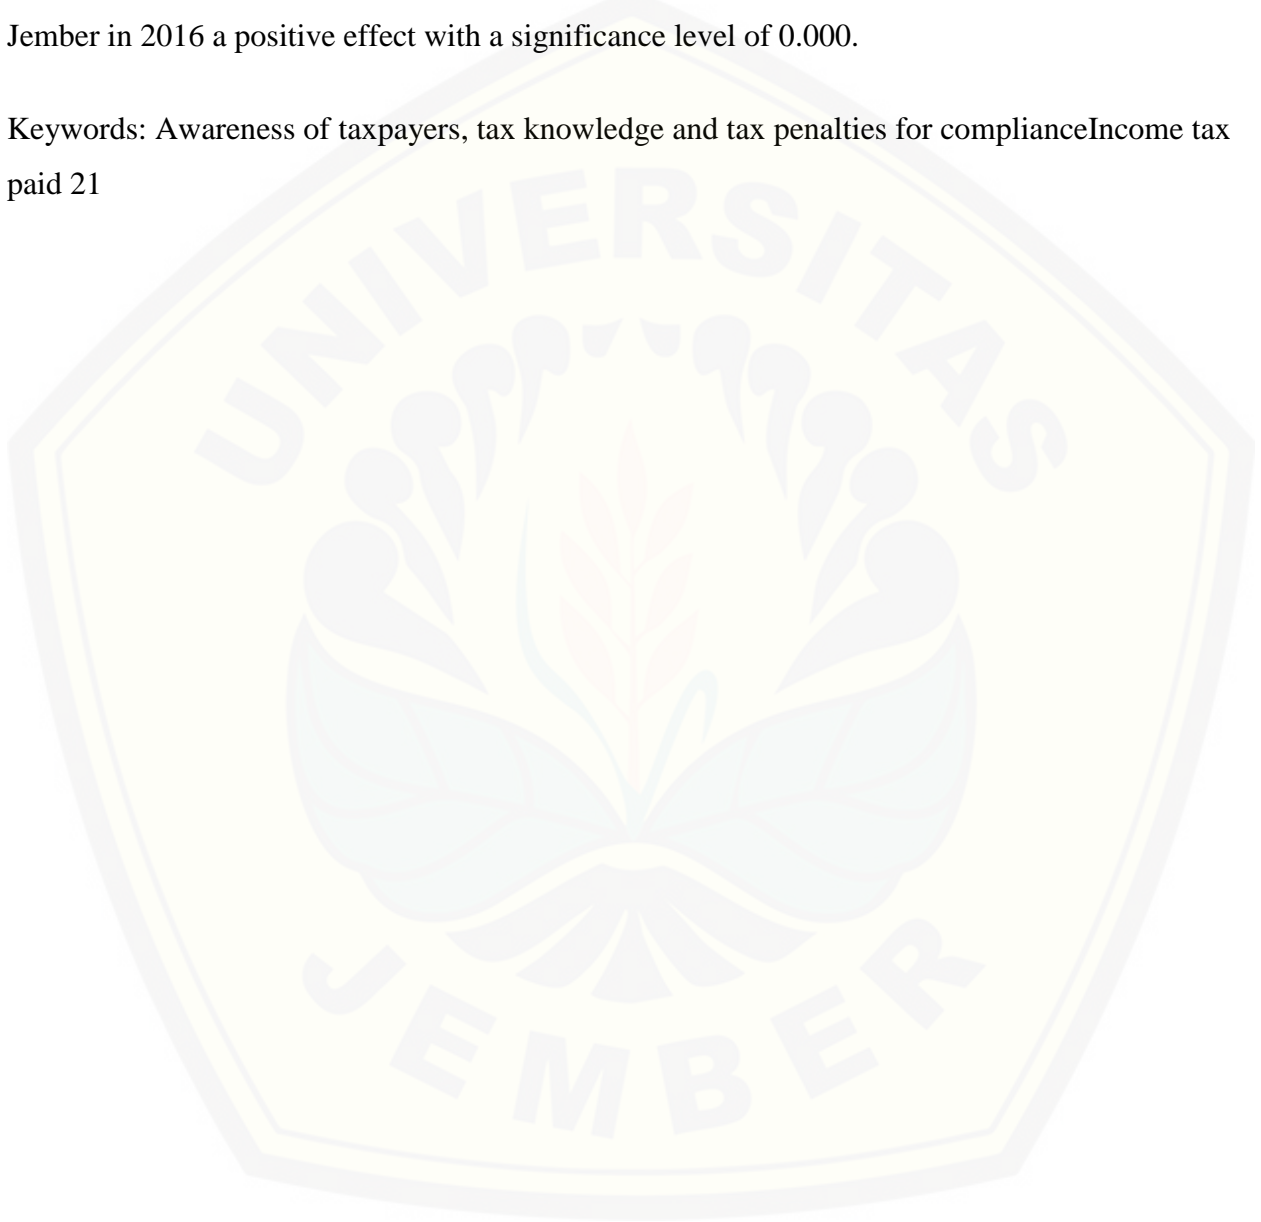 Jember in 2016 a positive effect with a significance level of 0.000.
Keywords: Awareness of taxpayers, tax knowledge and tax penalties for complianceIncome tax
paid 21
UNIVERSITAS
JEMBER